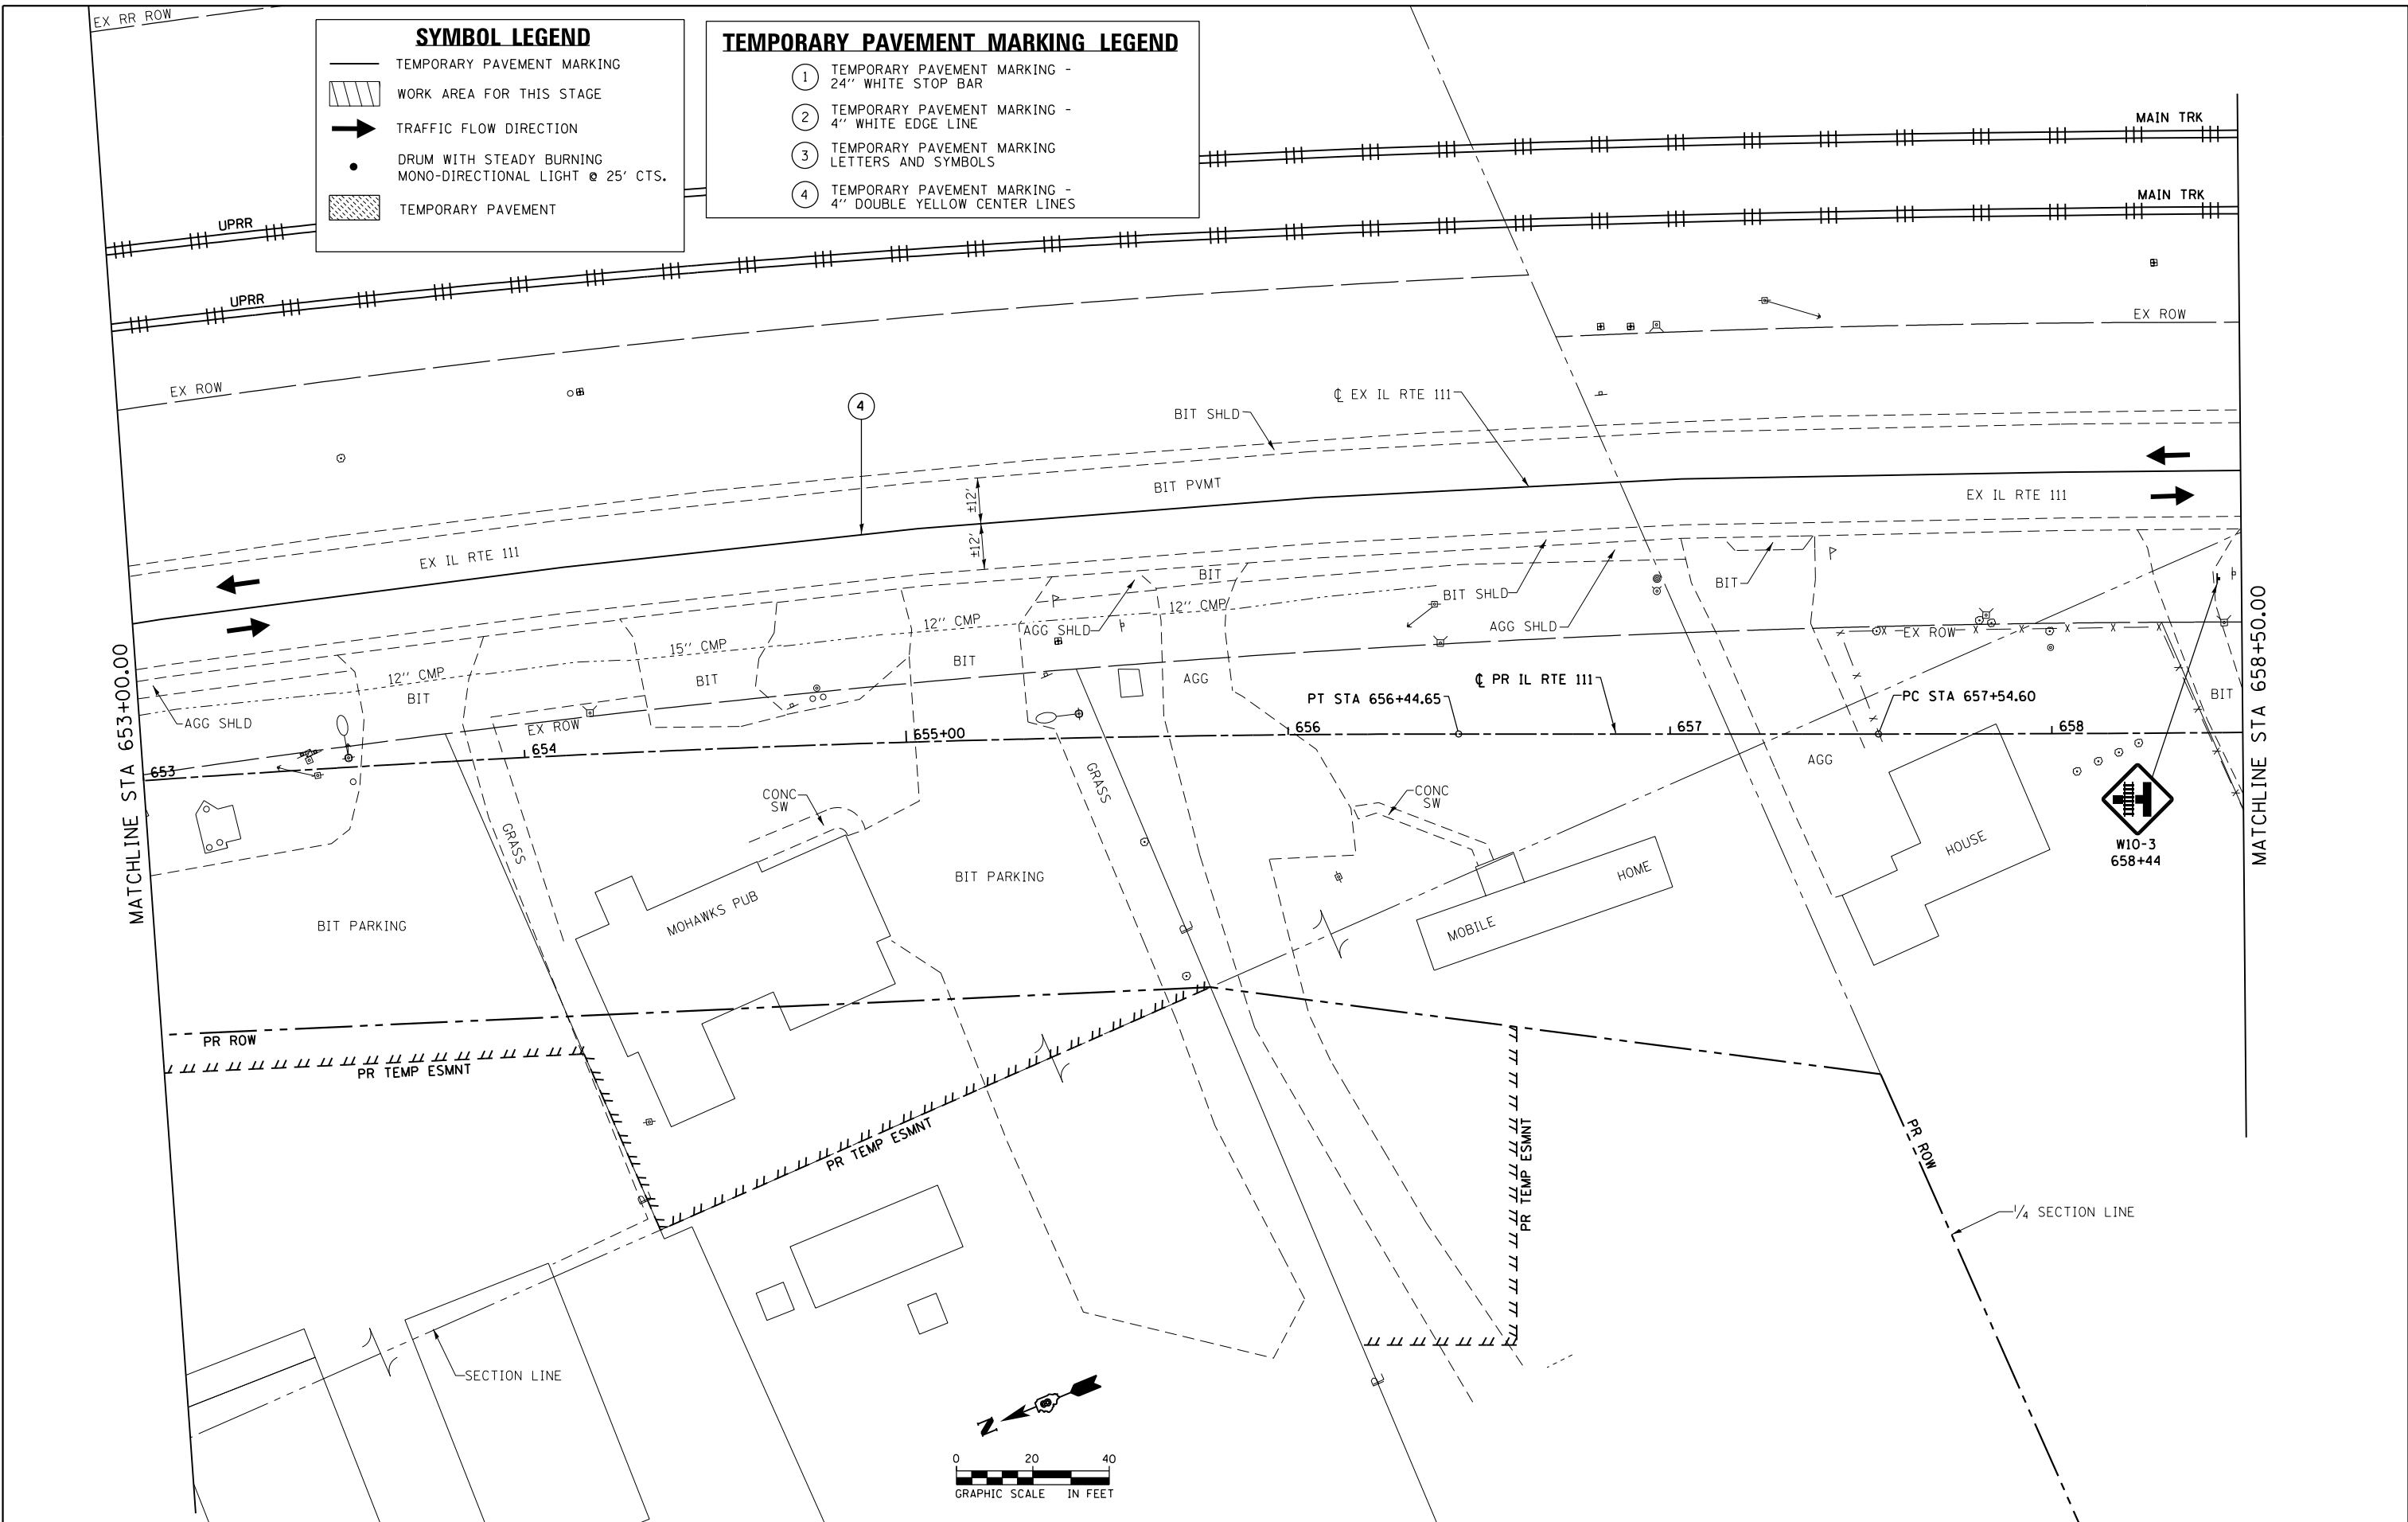 EX RR ROW
SYMBOL LEGEND
TEMPORARY PAVEMENT MARKING
WORK AREA FOR THIS STAGE
TRAFFIC FLOW DIRECTION
DRUM WITH STEADY BURNING
MONO-DIRECTIONAL LIGHT @ 25' CTS.
TEMPORARY PAVEMENT
TEMPORARY PAVEMENT MARKING LEGEND
1 TEMPORARY PAVEMENT MARKING -
24'' WHITE STOP BAR
2 TEMPORARY PAVEMENT MARKING -
4'' WHITE EDGE LINE
3 TEMPORARY PAVEMENT MARKING
LETTERS AND SYMBOLS
4 TEMPORARY PAVEMENT MARKING -
4'' DOUBLE YELLOW CENTER LINES
MAIN TRK
MAIN TRK
UPRR
UPRR
EX ROW
EX ROW
4
BIT SHLD
℄ EX IL RTE 111
±12'
BIT PVMT
EX IL RTE 111
±12'
EX IL RTE 111
BIT
BIT
BIT SHLD
12'' CMP
12'' CMP
AGG SHLD
AGG SHLD
EX ROW
15'' CMP
BIT
12'' CMP
BIT
BIT
AGG
BIT
AGG SHLD
EX ROW
PT STA 656+44.65
℄ PR IL RTE 111
PC STA 657+54.60
653
654
655+00
656
657
658
MATCHLINE STA 653+00.00
MATCHLINE STA 658+50.00
GRASS
GRASS
CONC
SW
CONC
SW
AGG
W10-3
658+44
HOUSE
BIT PARKING
MOHAWKS PUB
BIT PARKING
MOBILE
HOME
PR ROW
PR TEMP ESMNT
PR TEMP ESMNT
PR TEMP ESMNT
PR ROW
1/4 SECTION LINE
SECTION LINE
N
0 20 40
GRAPHIC SCALE IN FEET